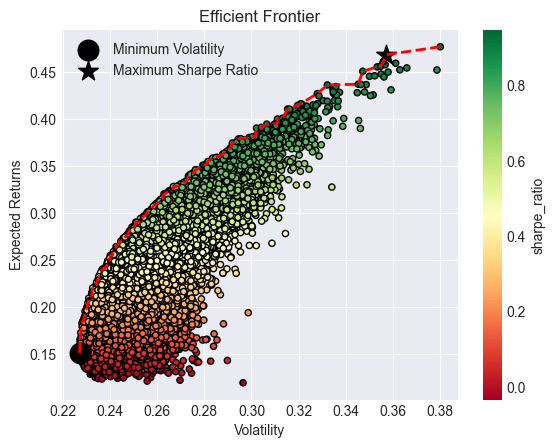 Efficient Frontier
Minimum Volatility
Maximum Sharpe Ratio
Expected Returns
0.45
0.40
0.35
0.30
0.25
0.20
0.15
0.22 0.24 0.26 0.28 0.30 0.32 0.34 0.36 0.38
Volatility
0.8
0.6
0.4
0.2
0.0
sharpe_ratio